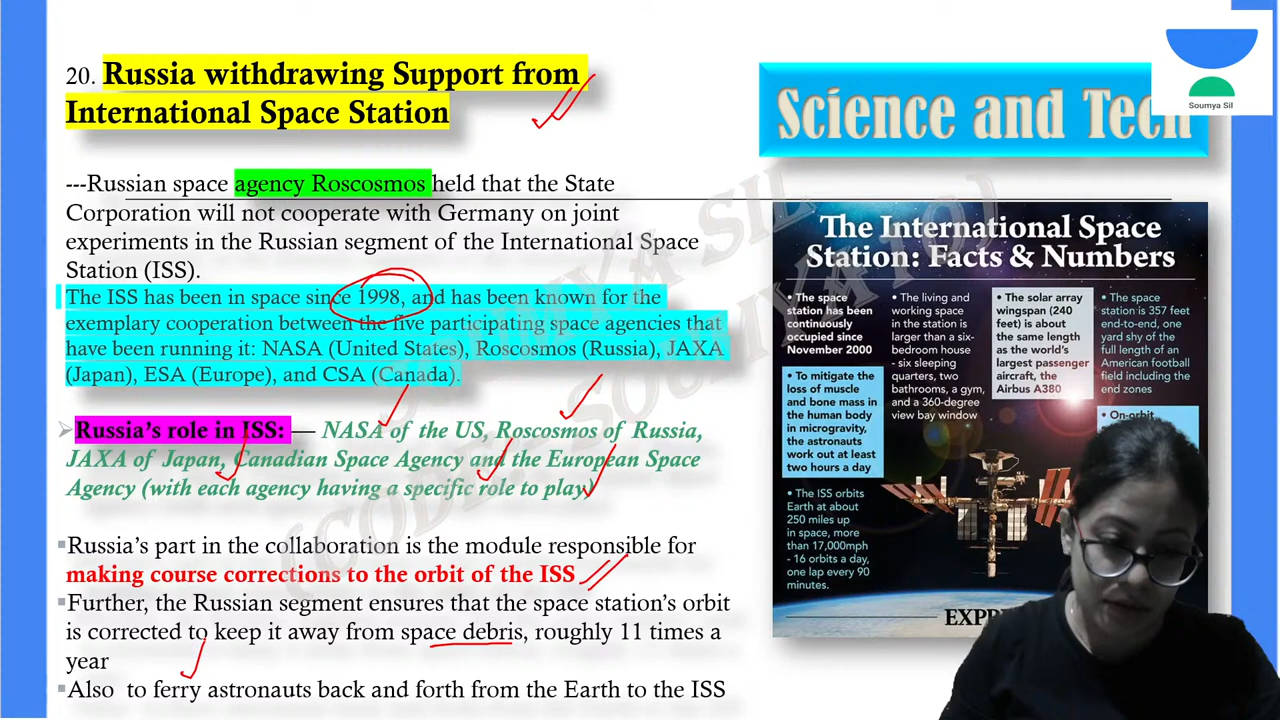 20. Russia withdrawing Support from
International Space Station
---Russian space agency Roscosmos held that the State
Corporation will not cooperate with Germany on joint
experiments in the Russian segment of the International Space
Station (ISS).
The ISS has been in space since 1998, and has been known for the
exemplary cooperation between the five participating space agencies that
have been running it: NASA (United States), Roscosmos (Russia), JAXA
(Japan), ESA (Europe), and CSA (Canada).
Russia's role in ISS: — NASA of the US, Roscosmos of Russia,
JAXA of Japan, Canadian Space Agency and the European Space
Agency (with each agency having a specific role to play)
Russia's part in the collaboration is the module responsible for
making course corrections to the orbit of the ISS
Further, the Russian segment ensures that the space station's orbit
is corrected to keep it away from space debris, roughly 11 times a
year
Also to ferry astronauts back and forth from the Earth to the ISS
Science and Tech
Soumya Sil
The International Space
Station: Facts & Numbers
• The space
station has been
continuously
occupied since
November 2000
• To mitigate the
loss of muscle
and bone mass in
the human body
in microgravity,
the astronauts
work out at least
two hours a day
• The ISS orbits
Earth at about
250 miles up
in space, more
than 17,000mph
- 16 orbits a day,
one lap every 90
minutes.
• The living and
working space
in the station is
larger than a six-
bedroom house
- six sleeping
quarters, two
bathrooms, a gym,
and a 360-degree
view bay window
• The solar array
wingspan (240
feet) is about
the same length
as the world's
largest passenger
aircraft, the
Airbus A380
• The space
station is 357 feet
end-to-end, one
yard shy of the
full length of an
American football
field including the
end zones
• On-orbit
SOUMYA SIL
(CODE - SOUMYA10)